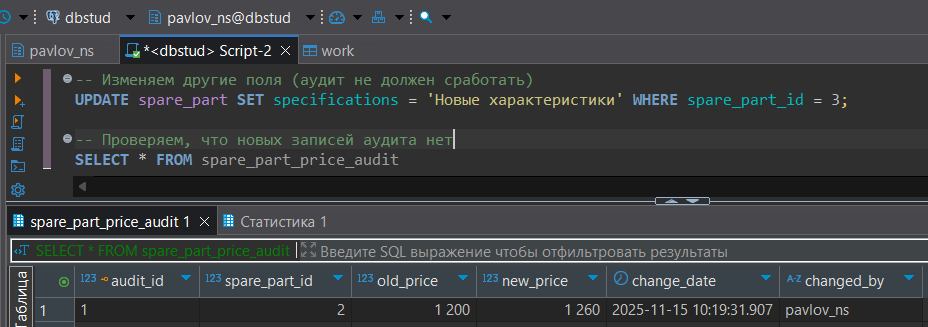 dbstud pavlov_ns@dbstud
pavlov_ns *<dbstud> Script-2 work
-- Изменяем другие поля (аудит не должен сработать)
UPDATE spare_part SET specifications = 'Новые характеристики' WHERE spare_part_id = 3;
-- Проверяем, что новых записей аудита нет
SELECT * FROM spare_part_price_audit
spare_part_price_audit 1 Статистика 1
SELECT * FROM spare_part_price_audit Введите SQL выражение чтобы отфильтровать результаты
Таблица
123 audit_id 123 spare_part_id 123 old_price 123 new_price change_date A-Z changed_by
1 1 2 1 200 1 260 2025-11-15 10:19:31.907 pavlov_ns